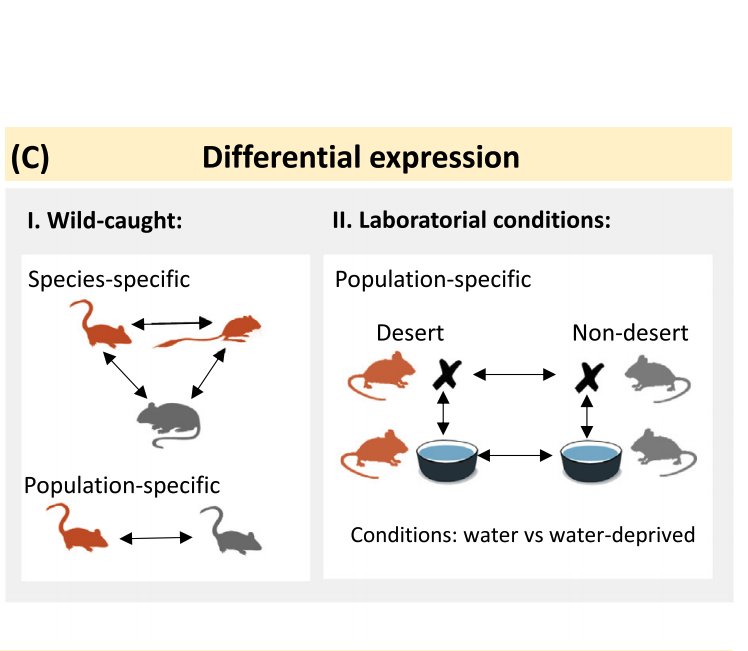 (C) Differential expression
I. Wild-caught:
Species-specific
Population-specific
II. Laboratorial conditions:
Population-specific
Desert Non-desert
Conditions: water vs water-deprived